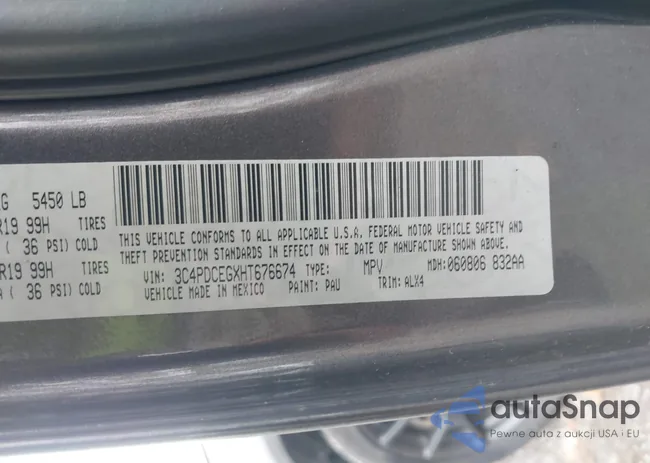 G 5450 LB
R19 99H TIRES
( 36 PSI) COLD
R19 99H TIRES
( 36 PSI) COLD
THIS VEHICLE CONFORMS TO ALL APPLICABLE U.S.A. FEDERAL MOTOR VEHICLE SAFETY AND
THEFT PREVENTION STANDARDS IN EFFECT ON THE DATE OF MANUFACTURE SHOWN ABOVE.
VIN: 3C4PDCEGXHT676674 TYPE: MPV MDH:060806 832AA
VEHICLE MADE IN MEXICO PAINT: PAU TRIM: ALX4
autaSnap
Pewne auta z aukcji USA i EU